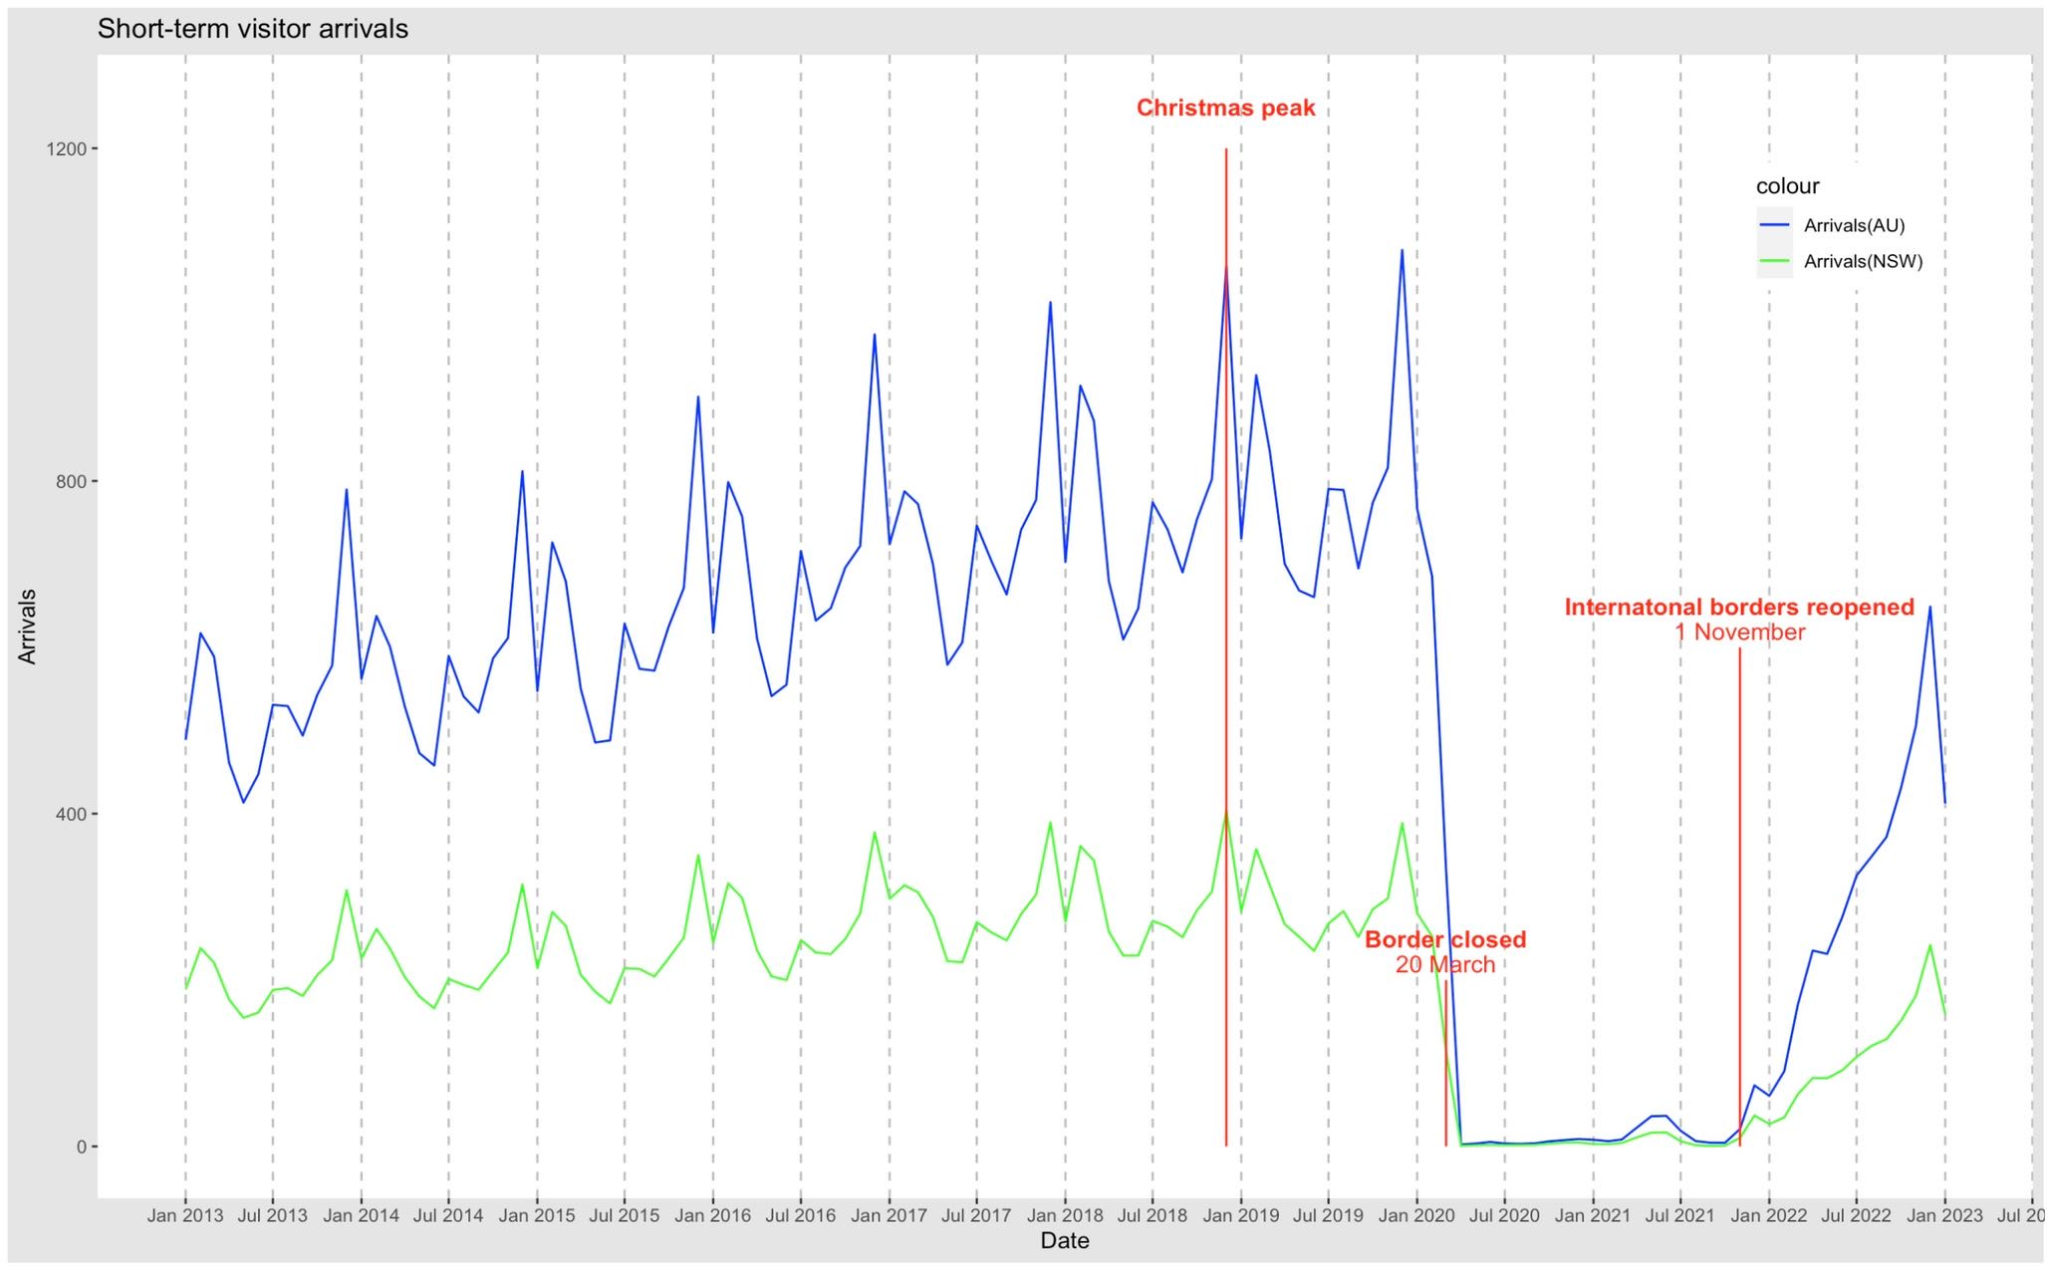 Short-term visitor arrivals
Christmas peak
1200
colour
Arrivals(AU)
Arrivals(NSW)
800
Internatonal borders reopened
1 November
Arrivals
400
Border closed
20 March
0
Jan 2013 Jul 2013 Jan 2014 Jul 2014 Jan 2015 Jul 2015 Jan 2016 Jul 2016 Jan 2017 Jul 2017 Jan 2018 Jul 2018 Jan 2019 Jul 2019 Jan 2020 Jul 2020 Jan 2021 Jul 2021 Jan 2022 Jul 2022 Jan 2023 Jul 20
Date